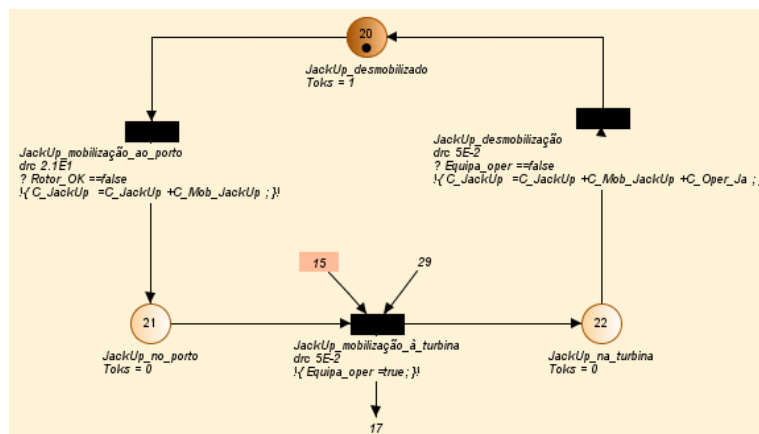 20
JackUp_desmobilizado
Toks = 1
JackUp_mobilização_ao_porto
drc 2.1E1
? Rotor_OK ==false
!{ C_JackUp =C_JackUp +C_Mob_JackUp ; }!
JackUp_desmobilização
drc 5E-2
? Equipa_oper ==false
!{ C_JackUp =C_JackUp +C_Mob_JackUp +C_Oper_Ja ; ;
15
29
21
JackUp_no_porto
Toks = 0
JackUp_mobilização_à_turbina
drc 5E-2
!{ Equipa_oper =true; }!
22
JackUp_na_turbina
Toks = 0
17